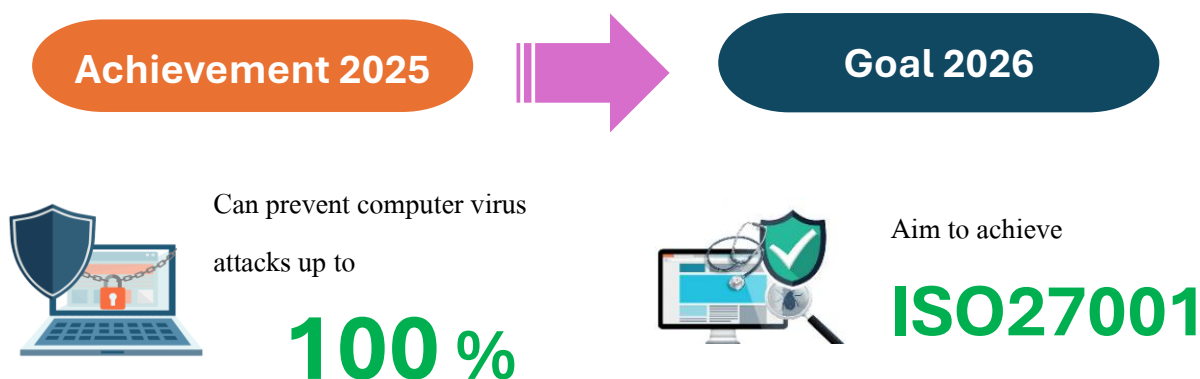 Achievement 2025
Goal 2026
Can prevent computer virus
attacks up to
100 %
Aim to achieve
ISO27001